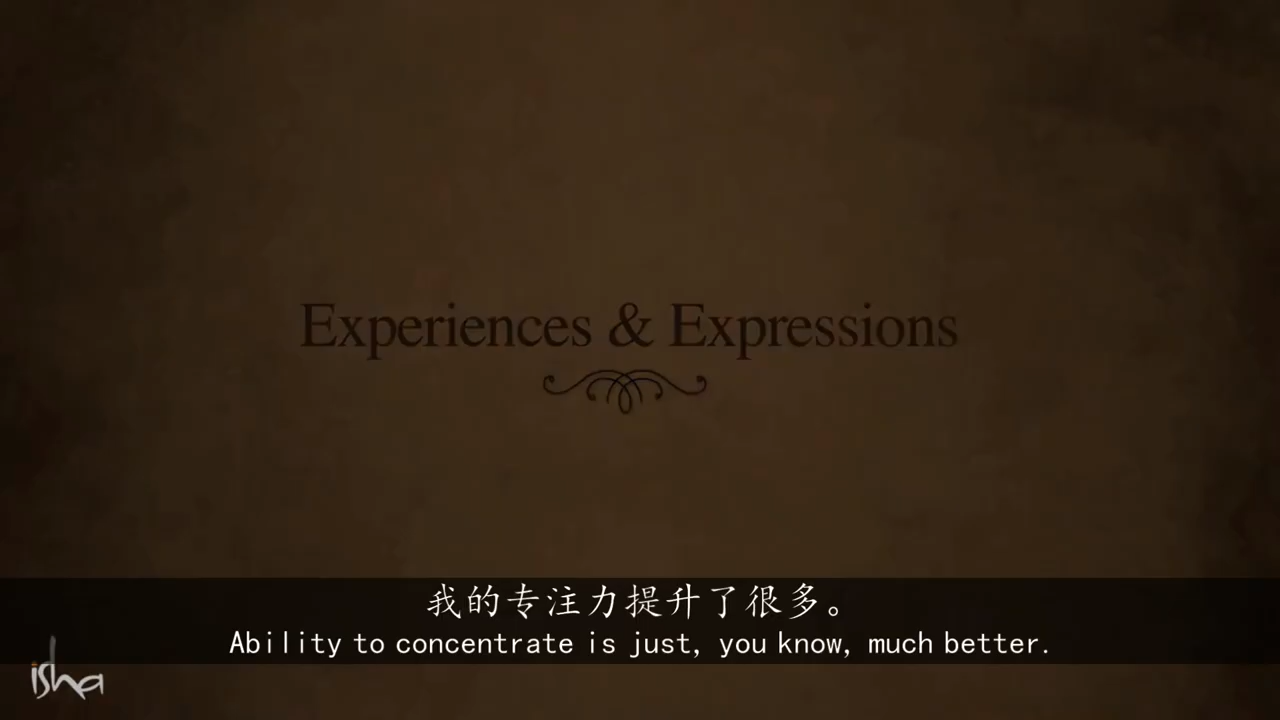 Experiences & Expressions
我的专注力提升了很多。
Ability to concentrate is just, you know, much better.
isha